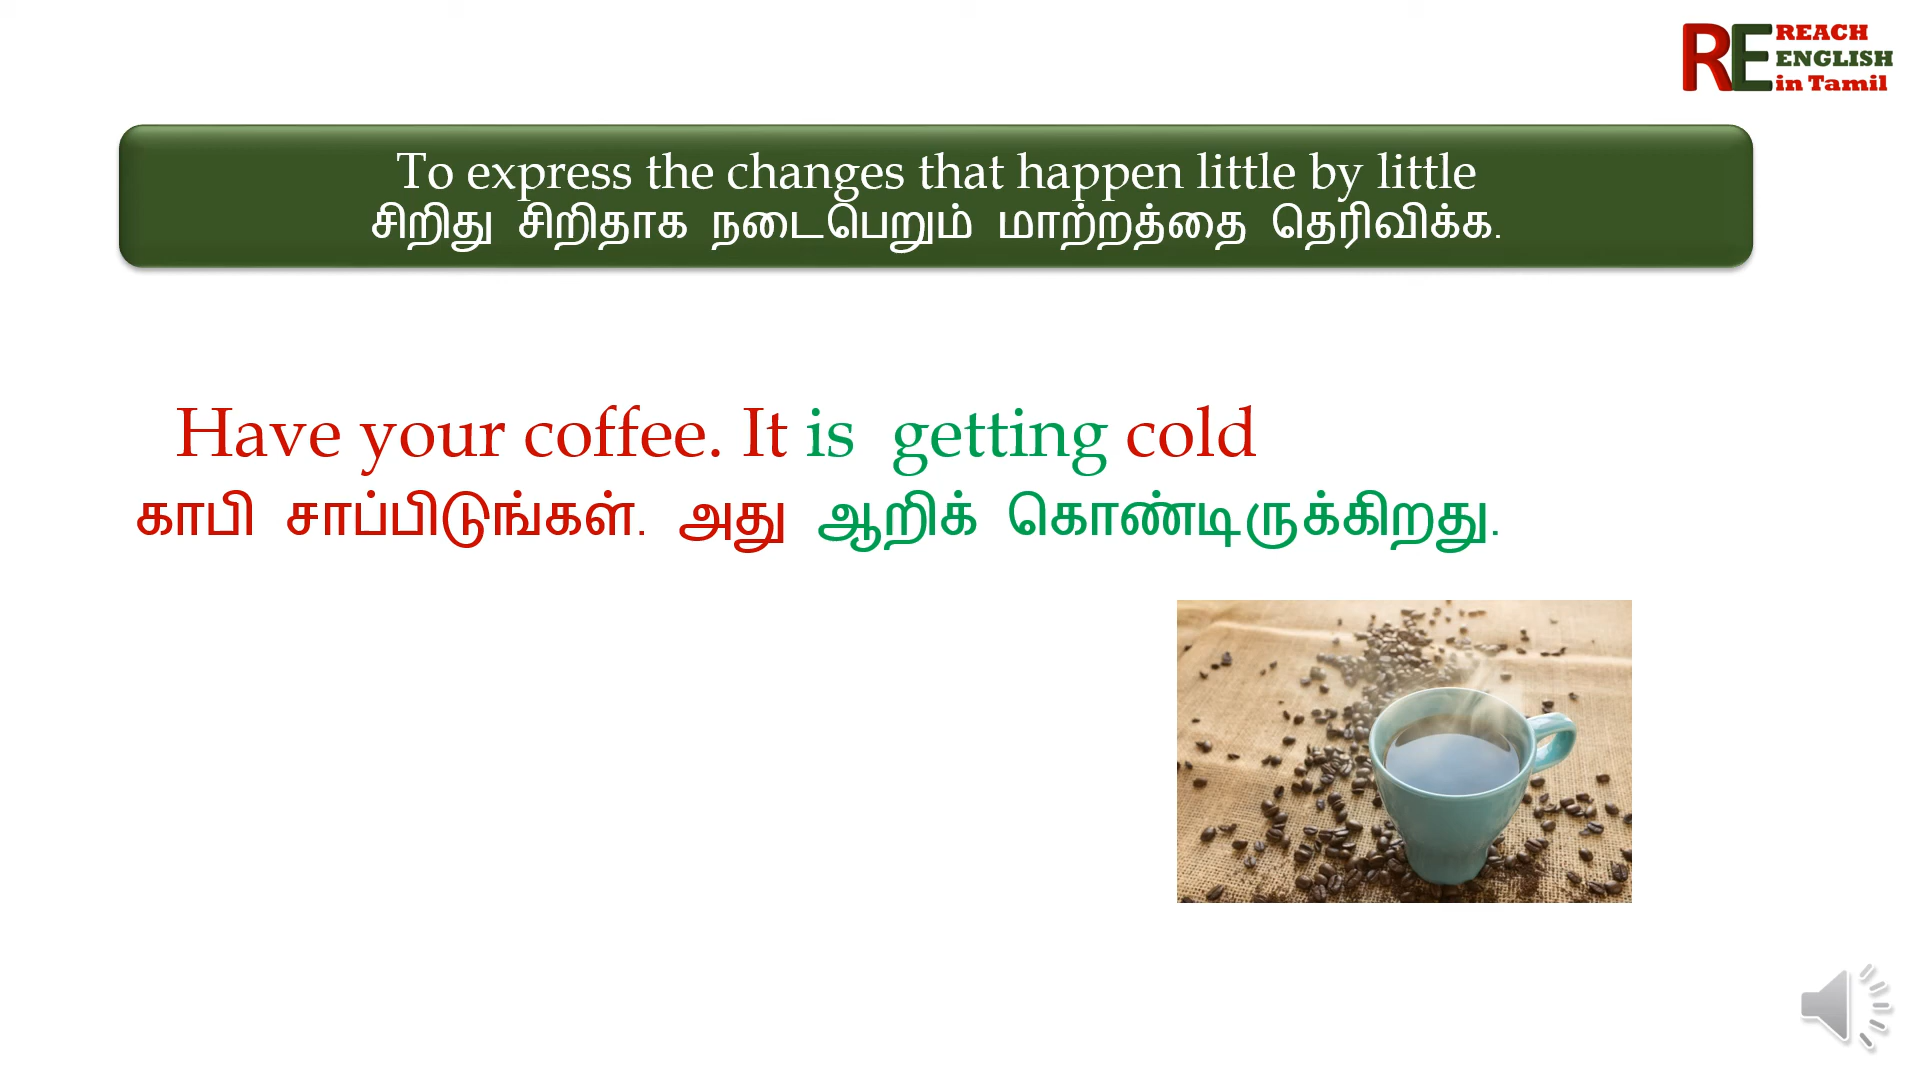 RE REACH
ENGLISH
in Tamil
To express the changes that happen little by little
சிறிது சிறிதாக நடைபெறும் மாற்றத்தை தெரிவிக்க.
Have your coffee. It is getting cold
காபி சாப்பிடுங்கள். அது ஆறிக் கொண்டிருக்கிறது.